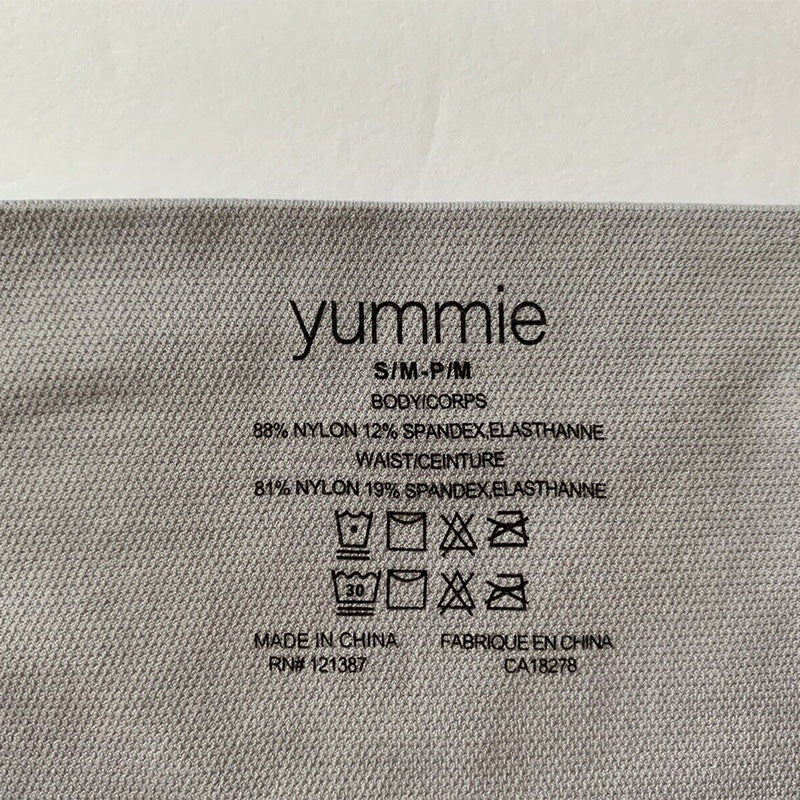 yummie
S/M-P/M
BODY/CORPS
88% NYLON 12% SPANDEX,ELASTHANNE
WAIST/CEINTURE
81% NYLON 19% SPANDEX,ELASTHANNE
30
MADE IN CHINA FABRIQUE EN CHINA
RN# 121387 CA18278